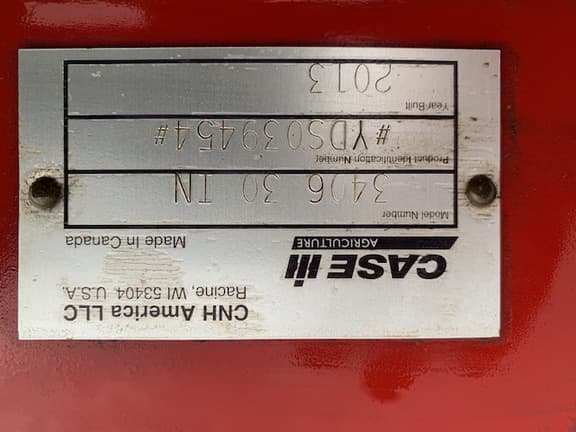 CNH America LLC
Racine, WI 53404 U.S.A.
CASE III
AGRICULTURE
Made In Canada
Model Number
3406 30 IN
Product Identification Number
#YDS039454#
Year Built
2013